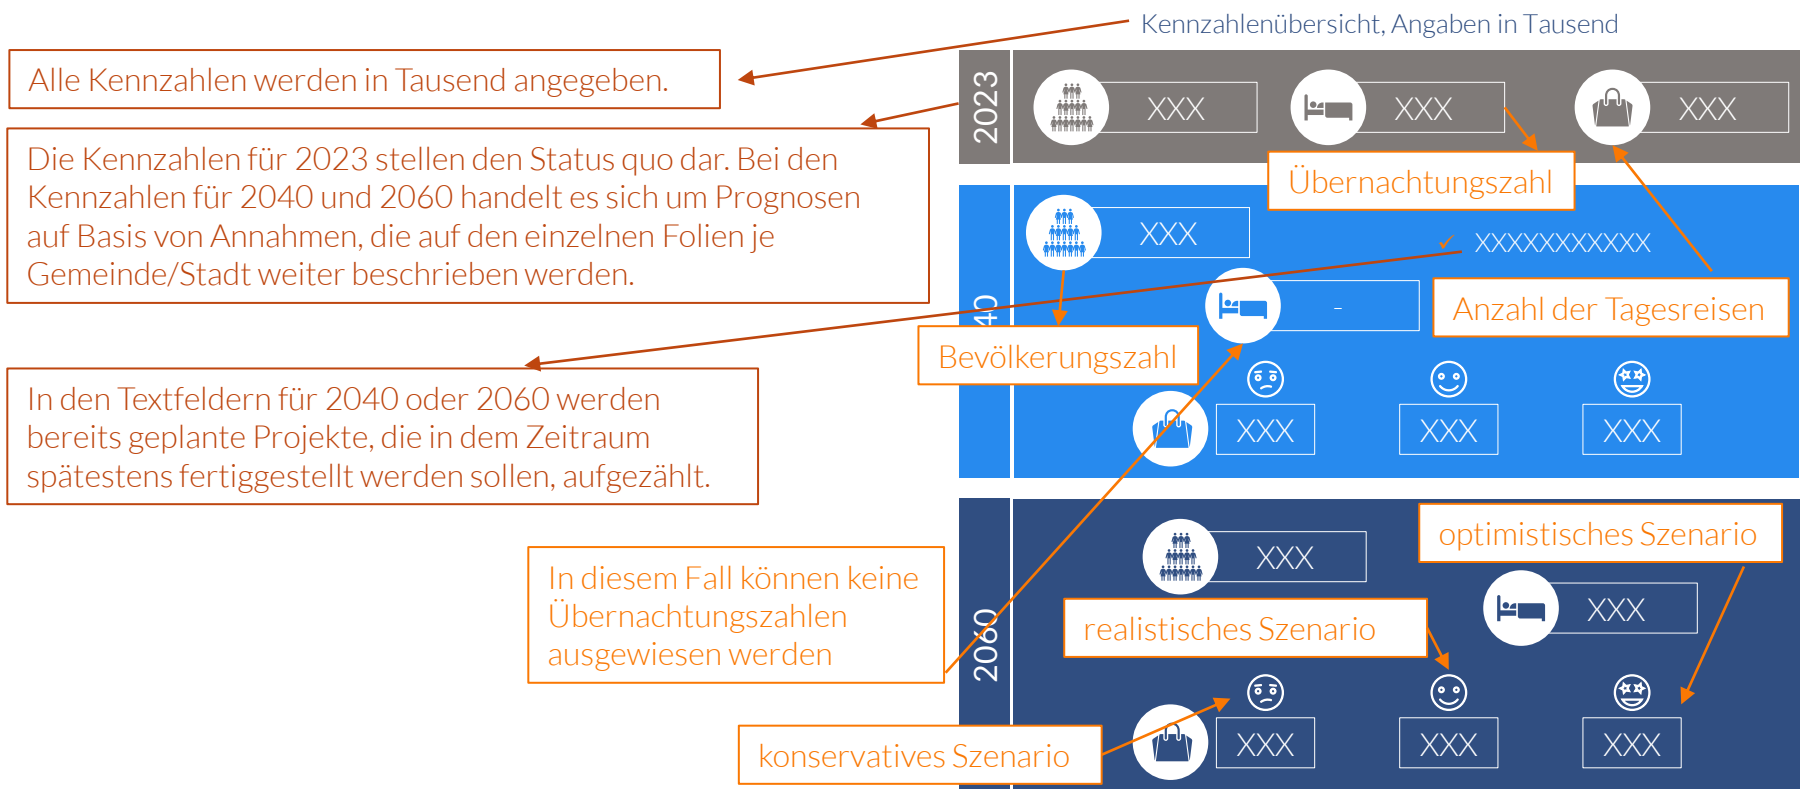 Kennzahlenübersicht, Angaben in Tausend
Alle Kennzahlen werden in Tausend angegeben.
2023
XXX
XXX
XXX
Die Kennzahlen für 2023 stellen den Status quo dar. Bei den
Kennzahlen für 2040 und 2060 handelt es sich um Prognosen
auf Basis von Annahmen, die auf den einzelnen Folien je
Gemeinde/Stadt weiter beschrieben werden.
Übernachtungszahl
XXX
XXXXXXXXXXX
40
-
Anzahl der Tagesreisen
Bevölkerungszahl
XXX
XXX
XXX
In den Textfeldern für 2040 oder 2060 werden
bereits geplante Projekte, die in dem Zeitraum
spätestens fertiggestellt werden sollen, aufgezählt.
optimistisches Szenario
2060
XXX
In diesem Fall können keine
Übernachtungszahlen
ausgewiesen werden
XXX
realistisches Szenario
konservatives Szenario
XXX
XXX
XXX